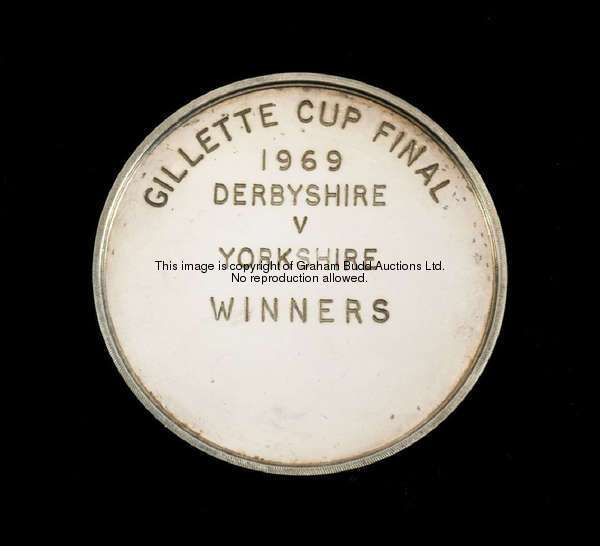 GILLETTE CUP FINAL
1969
DERBYSHIRE
V
YORKSHIRE
This image is copyright of Graham Budd Auctions Ltd.
No reproduction allowed.
WINNERS